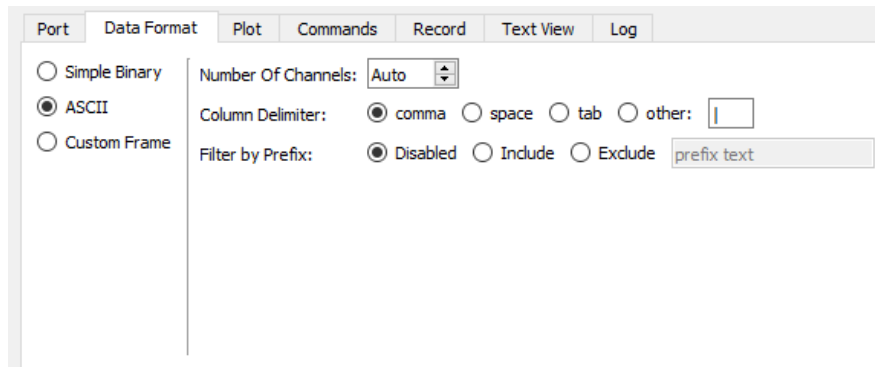 Port Data Format Plot Commands Record Text View Log
Simple Binary
ASCII
Custom Frame
Number Of Channels: Auto
Column Delimiter: comma space tab other: |
Filter by Prefix: Disabled Include Exclude prefix text